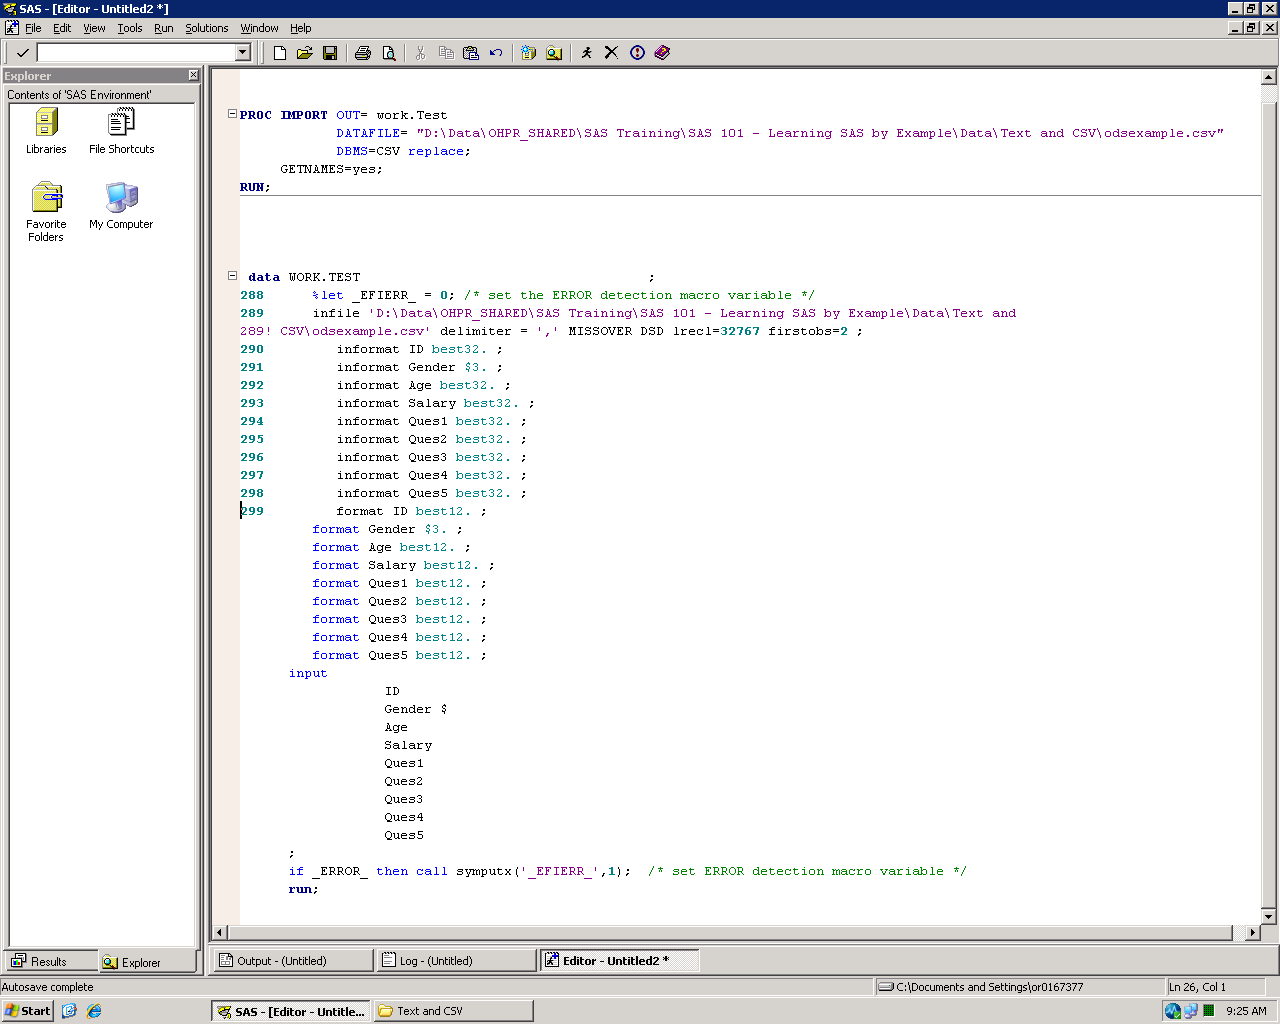 SAS - [Editor - Untitled2 *]
File Edit View Tools Run Solutions Window Help
Explorer
Contents of 'SAS Environment'
Libraries
File Shortcuts
Favorite Folders
My Computer
PROC IMPORT OUT= work.Test
DATAFILE= "D:\Data\OHPR_SHARED\SAS Training\SAS 101 - Learning SAS by Example\Data\Text and CSV\odsexample.csv"
DBMS=CSV replace;
GETNAMES=yes;
RUN;
data WORK.TEST ;
288 %let _EFIERR_ = 0; /* set the ERROR detection macro variable */
289 infile 'D:\Data\OHPR_SHARED\SAS Training\SAS 101 - Learning SAS by Example\Data\Text and
289! CSV\odsexample.csv' delimiter = ',' MISSOVER DSD lrecl=32767 firstobs=2 ;
290 informat ID best32. ;
291 informat Gender $3. ;
292 informat Age best32. ;
293 informat Salary best32. ;
294 informat Ques1 best32. ;
295 informat Ques2 best32. ;
296 informat Ques3 best32. ;
297 informat Ques4 best32. ;
298 informat Ques5 best32. ;
299 format ID best12. ;
format Gender $3. ;
format Age best12. ;
format Salary best12. ;
format Ques1 best12. ;
format Ques2 best12. ;
format Ques3 best12. ;
format Ques4 best12. ;
format Ques5 best12. ;
input
ID
Gender $
Age
Salary
Ques1
Ques2
Ques3
Ques4
Ques5
;
if _ERROR_ then call symputx('_EFIERR_',1); /* set ERROR detection macro variable */
run;
Results
Explorer
Output - (Untitled)
Log - (Untitled)
Editor - Untitled2 *
Autosave complete
C:\Documents and Settings\or0167377
Ln 26, Col 1
Start
SAS - [Editor - Untitle...
Text and CSV
9:25 AM